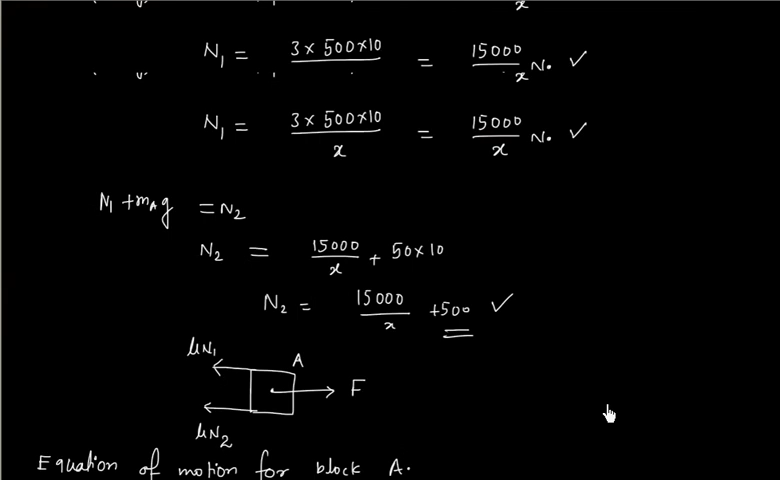 x
N₁ = 3 × 500×10 = 15000/x N. ✓
N₁ = (3 × 500×10)/x = 15000/x N. ✓
N₁ + m_A g = N₂
N₂ = 15000/x + 50×10
N₂ = 15000/x + 500 ✓
μN₁ A
F
μN₂
Equation of motion for block A.